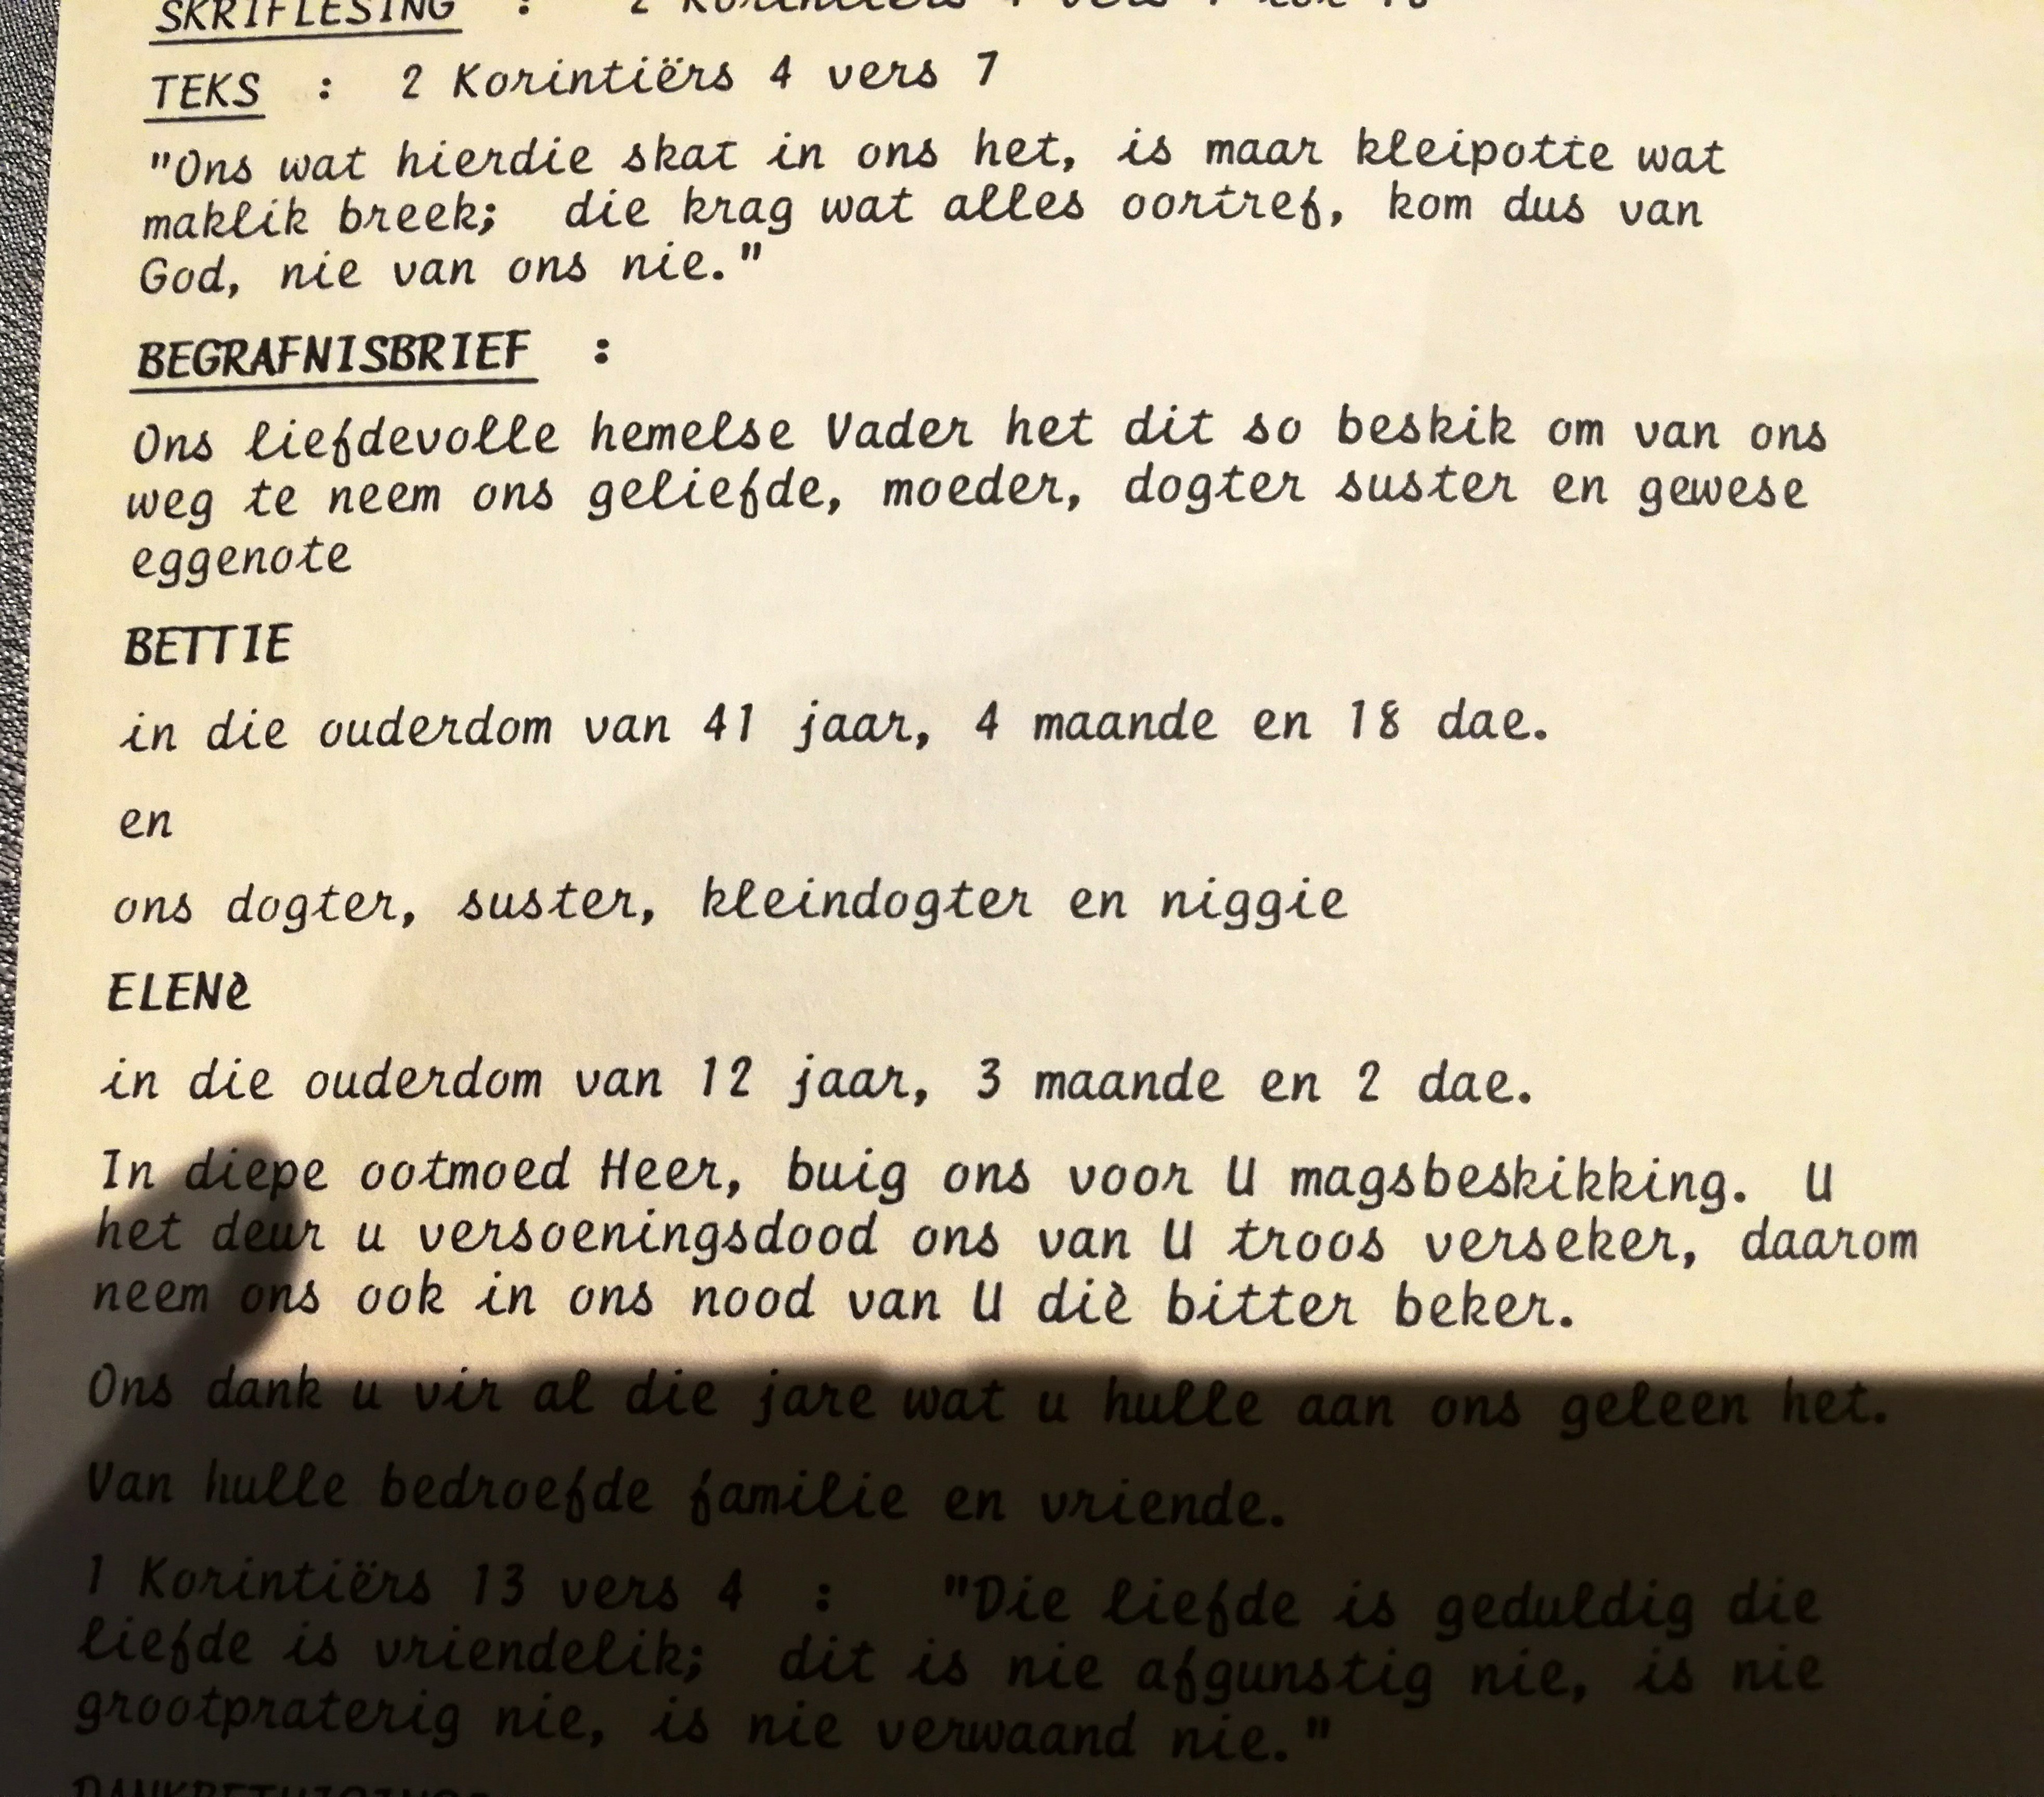 SKRIFLESING : 2 Korintiërs 4 vers
TEKS : 2 Korintiërs 4 vers 7
"Ons wat hierdie skat in ons het, is maar kleipotte wat
maklik breek; die krag wat alles oortref, kom dus van
God, nie van ons nie."
BEGRAFNISBRIEF :
Ons liefdevolle hemelse Vader het dit so beskik om van ons
weg te neem ons geliefde, moeder, dogter suster en gewese
eggenote
BETTIE
in die ouderdom van 41 jaar, 4 maande en 18 dae.
en
ons dogter, suster, kleindogter en niggie
ELENè
in die ouderdom van 12 jaar, 3 maande en 2 dae.
In diepe ootmoed Heer, buig ons voor U magsbeskikking. U
het deur u versoeningsdood ons van U troos verseker, daarom
neem ons ook in ons nood van U diè bitter beker.
Ons dank u vir al die jare wat u hulle aan ons geleen het.
Van hulle bedroefde familie en vriende.
1 Korintiërs 13 vers 4 : "Die liefde is geduldig die
liefde is vriendelik; dit is nie afgunstig nie, is nie
grootpraterig nie, is nie verwaand nie."